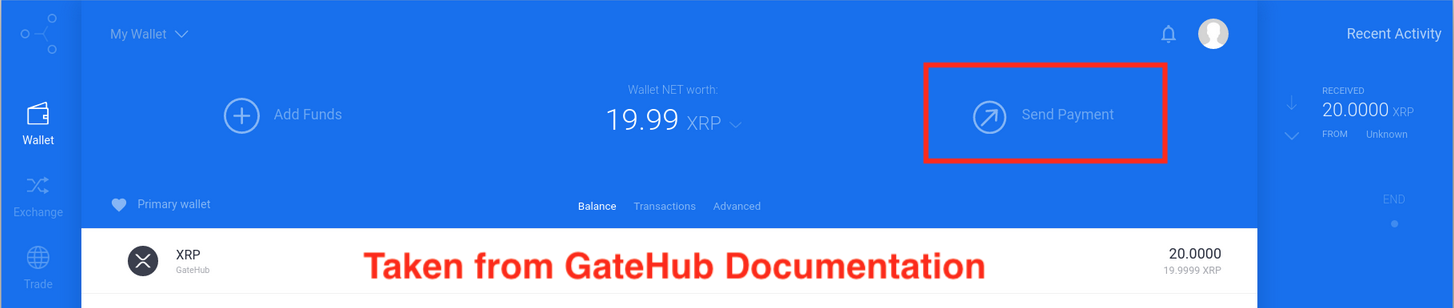 My Wallet
Recent Activity
Wallet NET worth:
Add Funds
19.99 XRP
Send Payment
RECEIVED
20.0000 XRP
FROM Unknown
Wallet
Exchange
Trade
Primary wallet
Balance Transactions Advanced
END
XRP
GateHub
Taken from GateHub Documentation
20.0000
19.9999 XRP